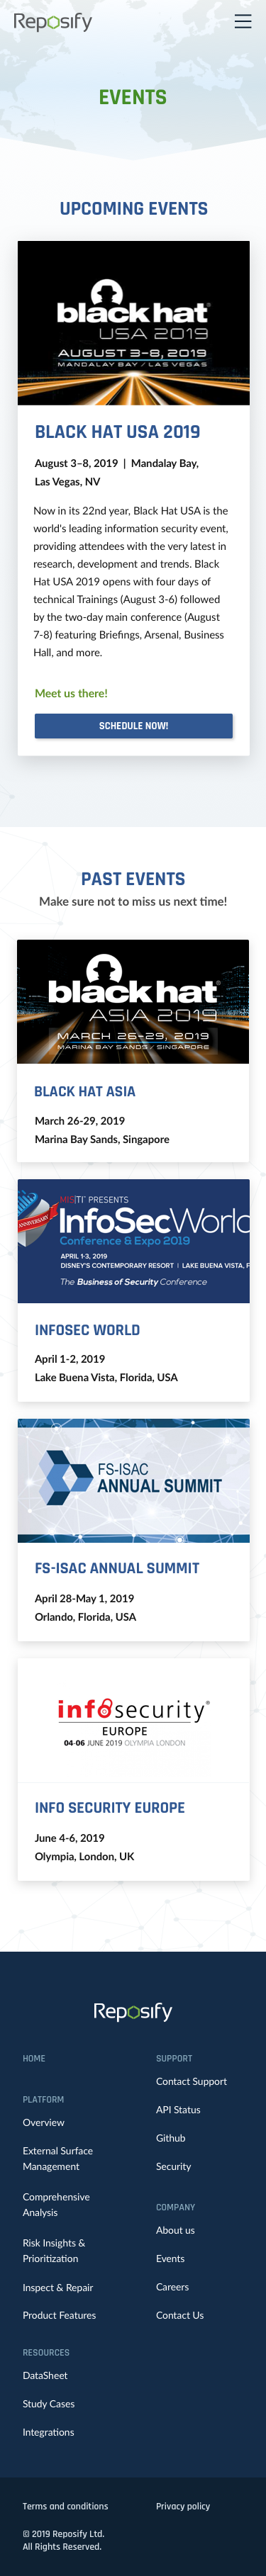 Reposify
EVENTS
UPCOMING EVENTS
black hat®
USA 2019
AUGUST 3-8, 2019
MANDALAY BAY / LAS VEGAS
BLACK HAT USA 2019
August 3–8, 2019 | Mandalay Bay,
Las Vegas, NV
Now in its 22nd year, Black Hat USA is the
world's leading information security event,
providing attendees with the very latest in
research, development and trends. Black
Hat USA 2019 opens with four days of
technical Trainings (August 3-6) followed
by the two-day main conference (August
7-8) featuring Briefings, Arsenal, Business
Hall, and more.
Meet us there!
SCHEDULE NOW!
PAST EVENTS
Make sure not to miss us next time!
black hat®
ASIA 2019
MARCH 26-29, 2019
MARINA BAY SANDS / SINGAPORE
BLACK HAT ASIA
March 26-29, 2019
Marina Bay Sands, Singapore
ANNIVERSARY
MISTI PRESENTS
InfoSecWorl
Conference & Expo 2019
APRIL 1-3, 2019
DISNEY'S CONTEMPORARY RESORT | LAKE BUENA VISTA, F
The Business of Security Conference
INFOSEC WORLD
April 1-2, 2019
Lake Buena Vista, Florida, USA
FS-ISAC
ANNUAL SUMMIT
FS-ISAC ANNUAL SUMMIT
April 28-May 1, 2019
Orlando, Florida, USA
infosecurity®
EUROPE
04-06 JUNE 2019 OLYMPIA LONDON
INFO SECURITY EUROPE
June 4-6, 2019
Olympia, London, UK
Reposify
HOME
PLATFORM
Overview
External Surface
Management
Comprehensive
Analysis
Risk Insights &
Prioritization
Inspect & Repair
Product Features
RESOURCES
DataSheet
Study Cases
Integrations
SUPPORT
Contact Support
API Status
Github
Security
COMPANY
About us
Events
Careers
Contact Us
Terms and conditions
Privacy policy
© 2019 Reposify Ltd.
All Rights Reserved.